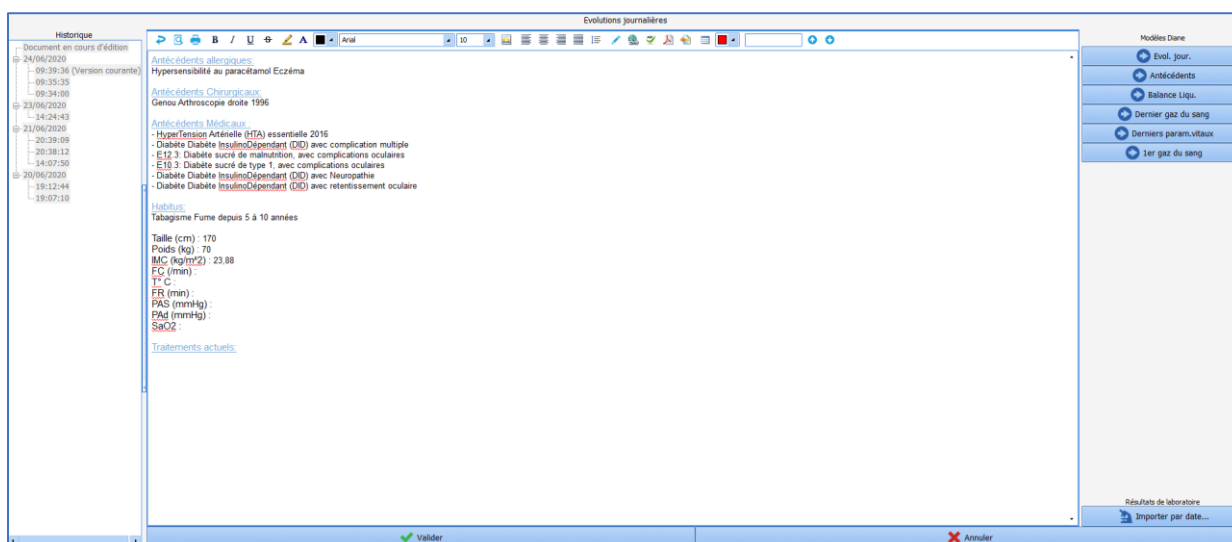 Evolutions journalières
Historique
Document en cours d'édition
24/06/2020
09:39:36 (Version courante)
09:35:35
09:34:00
23/06/2020
14:24:43
21/06/2020
20:39:09
20:38:12
14:07:50
20/06/2020
19:12:44
19:07:10
B I U A Arial 10
Antécédents allergiques:
Hypersensibilité au paracétamol Eczéma
Antécédents Chirurgicaux:
Genou Arthroscopie droite 1996
Antécédents Médicaux :
- HyperTension Artérielle (HTA) essentielle 2016
- Diabète Diabète InsulinoDépendant (DID) avec complication multiple
- E12.3: Diabète sucré de malnutrition, avec complications oculaires
- E10.3: Diabète sucré de type 1, avec complications oculaires
- Diabète Diabète InsulinoDépendant (DID) avec Neuropathie
- Diabète Diabète InsulinoDépendant (DID) avec retentissement oculaire
Habitus:
Tabagisme Fume depuis 5 à 10 années
Taille (cm) : 170
Poids (kg) : 70
IMC (kg/m²2) : 23,88
FC (/min) :
T° C :
FR (min) :
PAS (mmHg) :
PAd (mmHg) :
SaO2 :
Traitements actuels:
Modèles Diane
Evol. jour.
Antécédents
Balance Liqu.
Dernier gaz du sang
Derniers param.vitaux
1er gaz du sang
Résultats de laboratoire
Importer par date...
Valider
Annuler